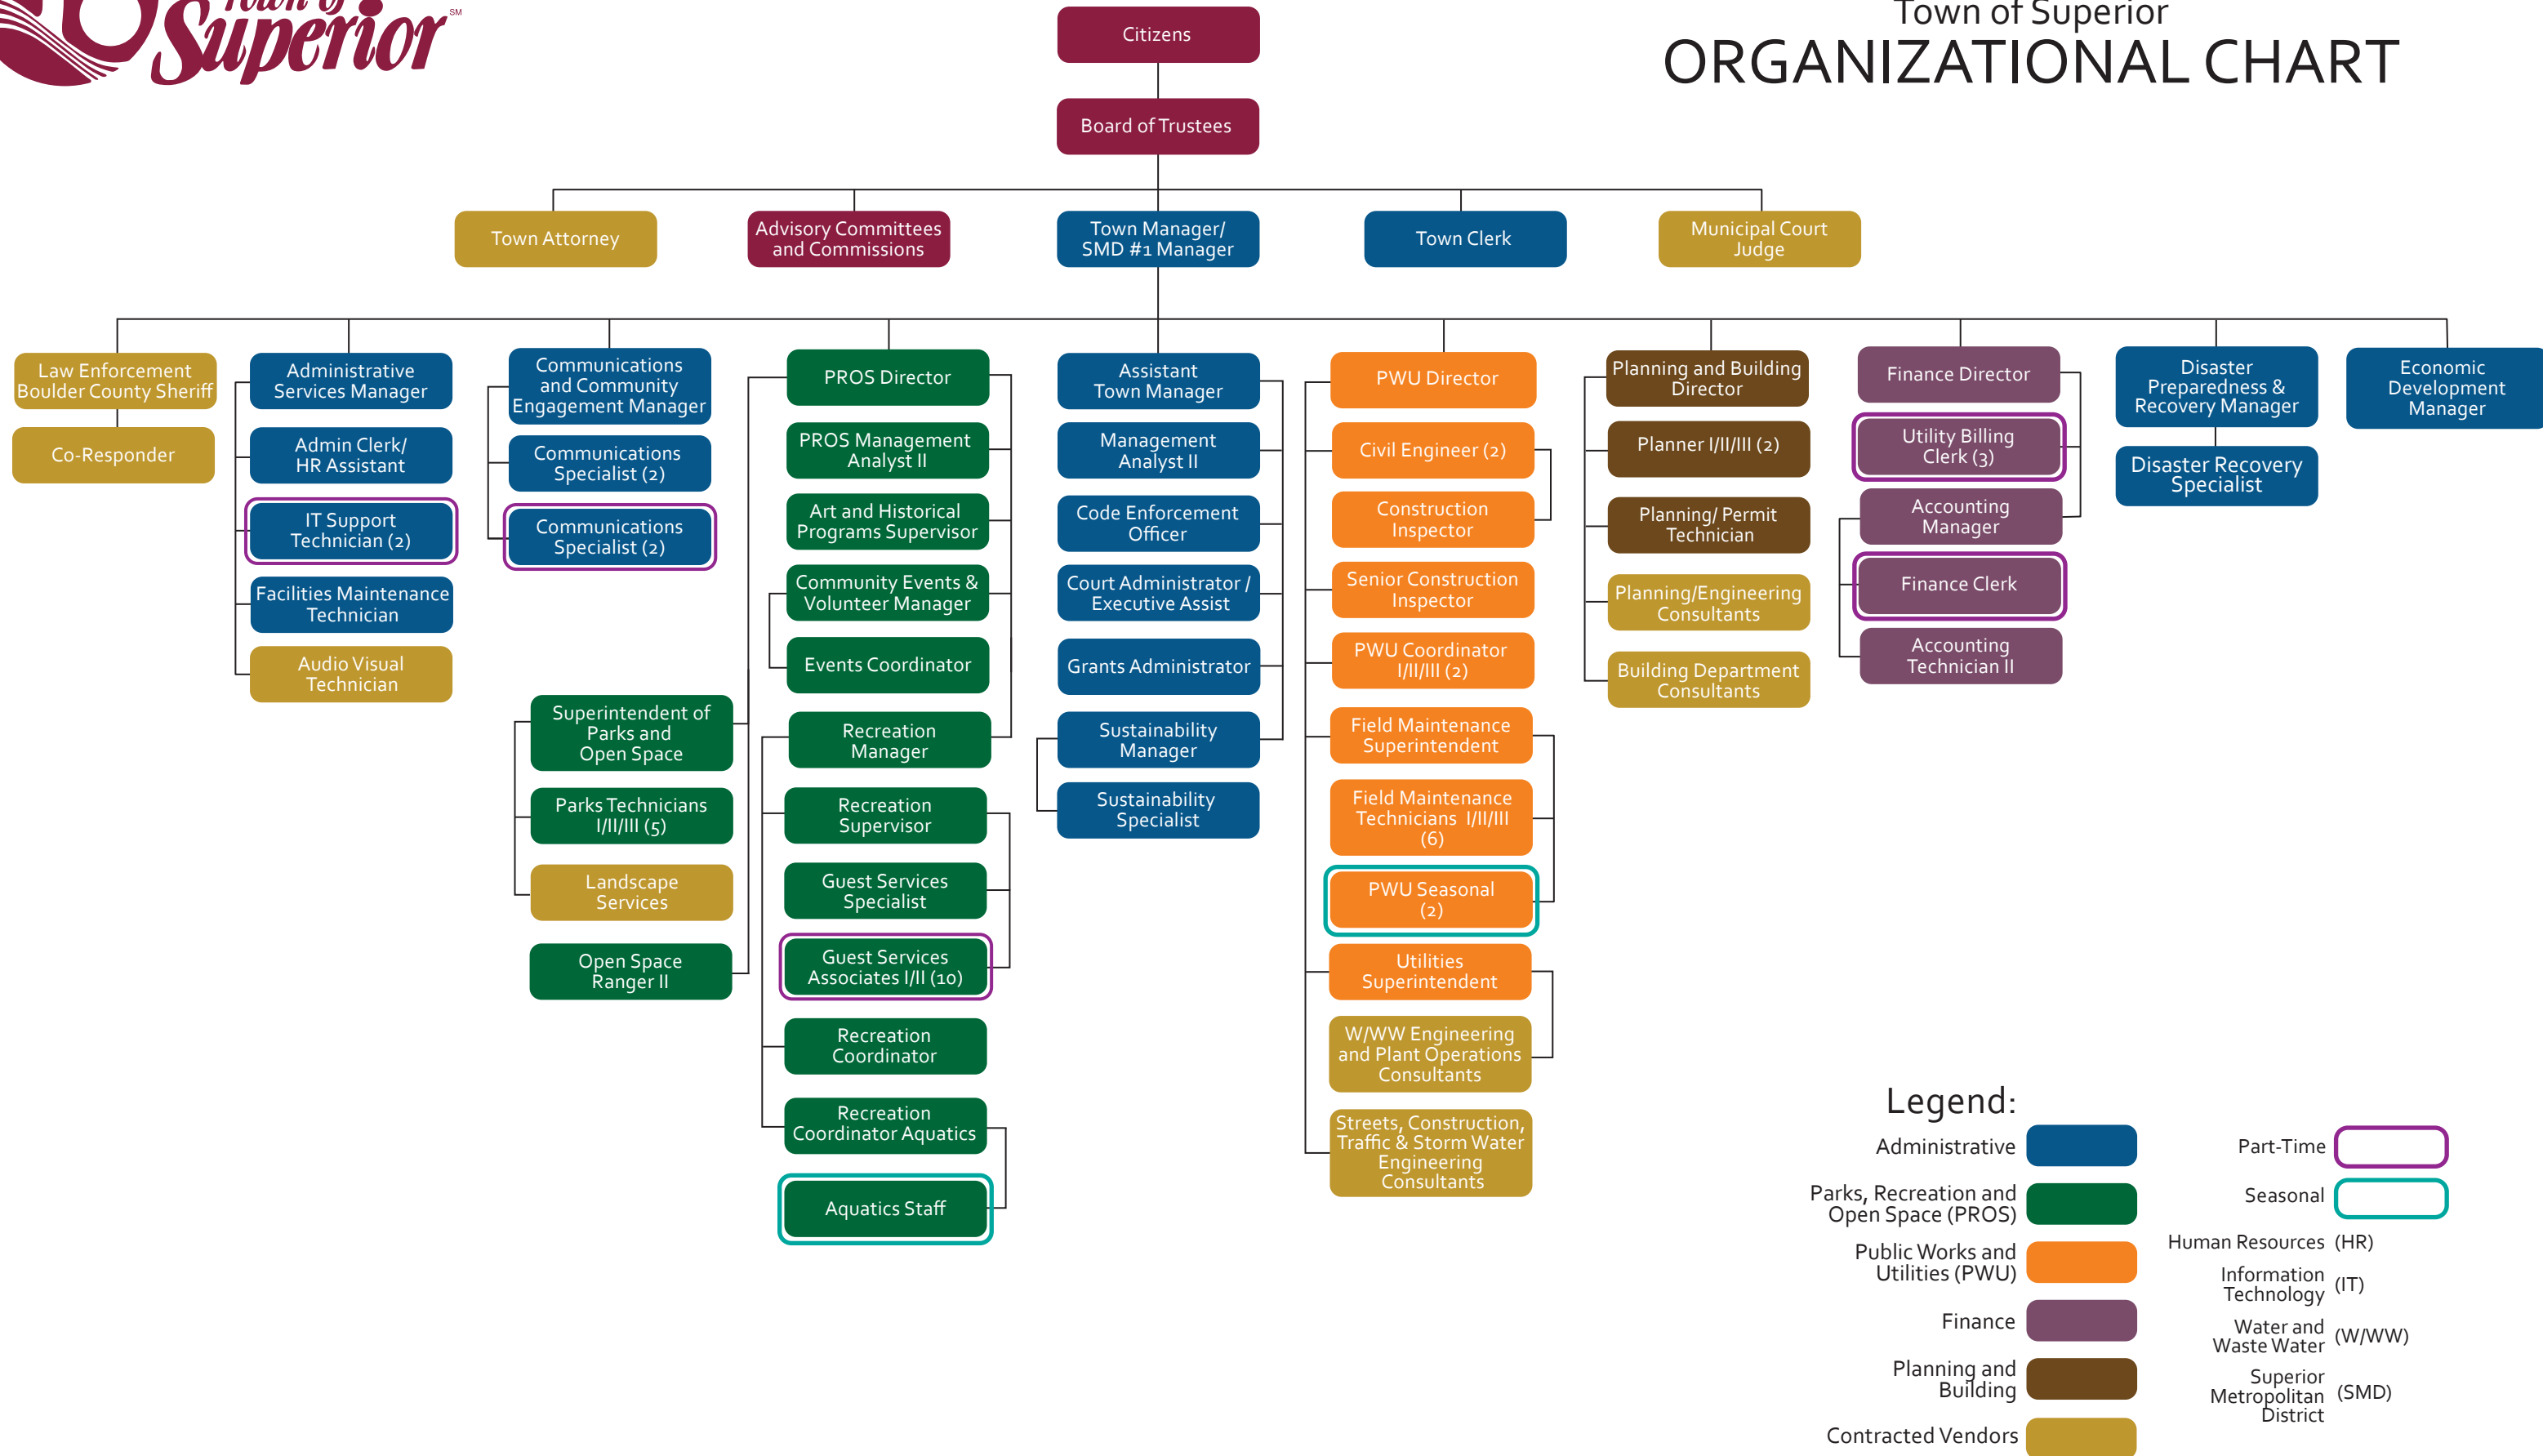 Town of
Superior
SM
Town of Superior
ORGANIZATIONAL CHART
Citizens
Board of Trustees
Town Attorney
Advisory Committees
and Commissions
Town Manager/
SMD #1 Manager
Town Clerk
Municipal Court
Judge
Law Enforcement
Boulder County Sheriff
Co-Responder
Administrative
Services Manager
Admin Clerk/
HR Assistant
IT Support
Technician (2)
Facilities Maintenance
Technician
Audio Visual
Technician
Communications
and Community
Engagement Manager
Communications
Specialist (2)
Communications
Specialist (2)
PROS Director
PROS Management
Analyst II
Art and Historical
Programs Supervisor
Community Events &
Volunteer Manager
Events Coordinator
Superintendent of
Parks and
Open Space
Parks Technicians
I/II/III (5)
Landscape
Services
Open Space
Ranger II
Recreation
Manager
Recreation
Supervisor
Guest Services
Specialist
Guest Services
Associates I/II (10)
Recreation
Coordinator
Recreation
Coordinator Aquatics
Aquatics Staff
Assistant
Town Manager
Management
Analyst II
Code Enforcement
Officer
Court Administrator /
Executive Assist
Grants Administrator
Sustainability
Manager
Sustainability
Specialist
PWU Director
Civil Engineer (2)
Construction
Inspector
Senior Construction
Inspector
PWU Coordinator
I/II/III (2)
Field Maintenance
Superintendent
Field Maintenance
Technicians I/II/III
(6)
PWU Seasonal
(2)
Utilities
Superintendent
W/WW Engineering
and Plant Operations
Consultants
Streets, Construction,
Traffic & Storm Water
Engineering
Consultants
Planning and Building
Director
Planner I/II/III (2)
Planning/ Permit
Technician
Planning/Engineering
Consultants
Building Department
Consultants
Finance Director
Utility Billing
Clerk (3)
Accounting
Manager
Finance Clerk
Accounting
Technician II
Disaster
Preparedness &
Recovery Manager
Disaster Recovery
Specialist
Economic
Development
Manager
Legend:
Administrative
Parks, Recreation and
Open Space (PROS)
Public Works and
Utilities (PWU)
Finance
Planning and
Building
Contracted Vendors
Part-Time
Seasonal
Human Resources (HR)
Information
Technology (IT)
Water and
Waste Water (W/WW)
Superior
Metropolitan (SMD)
District